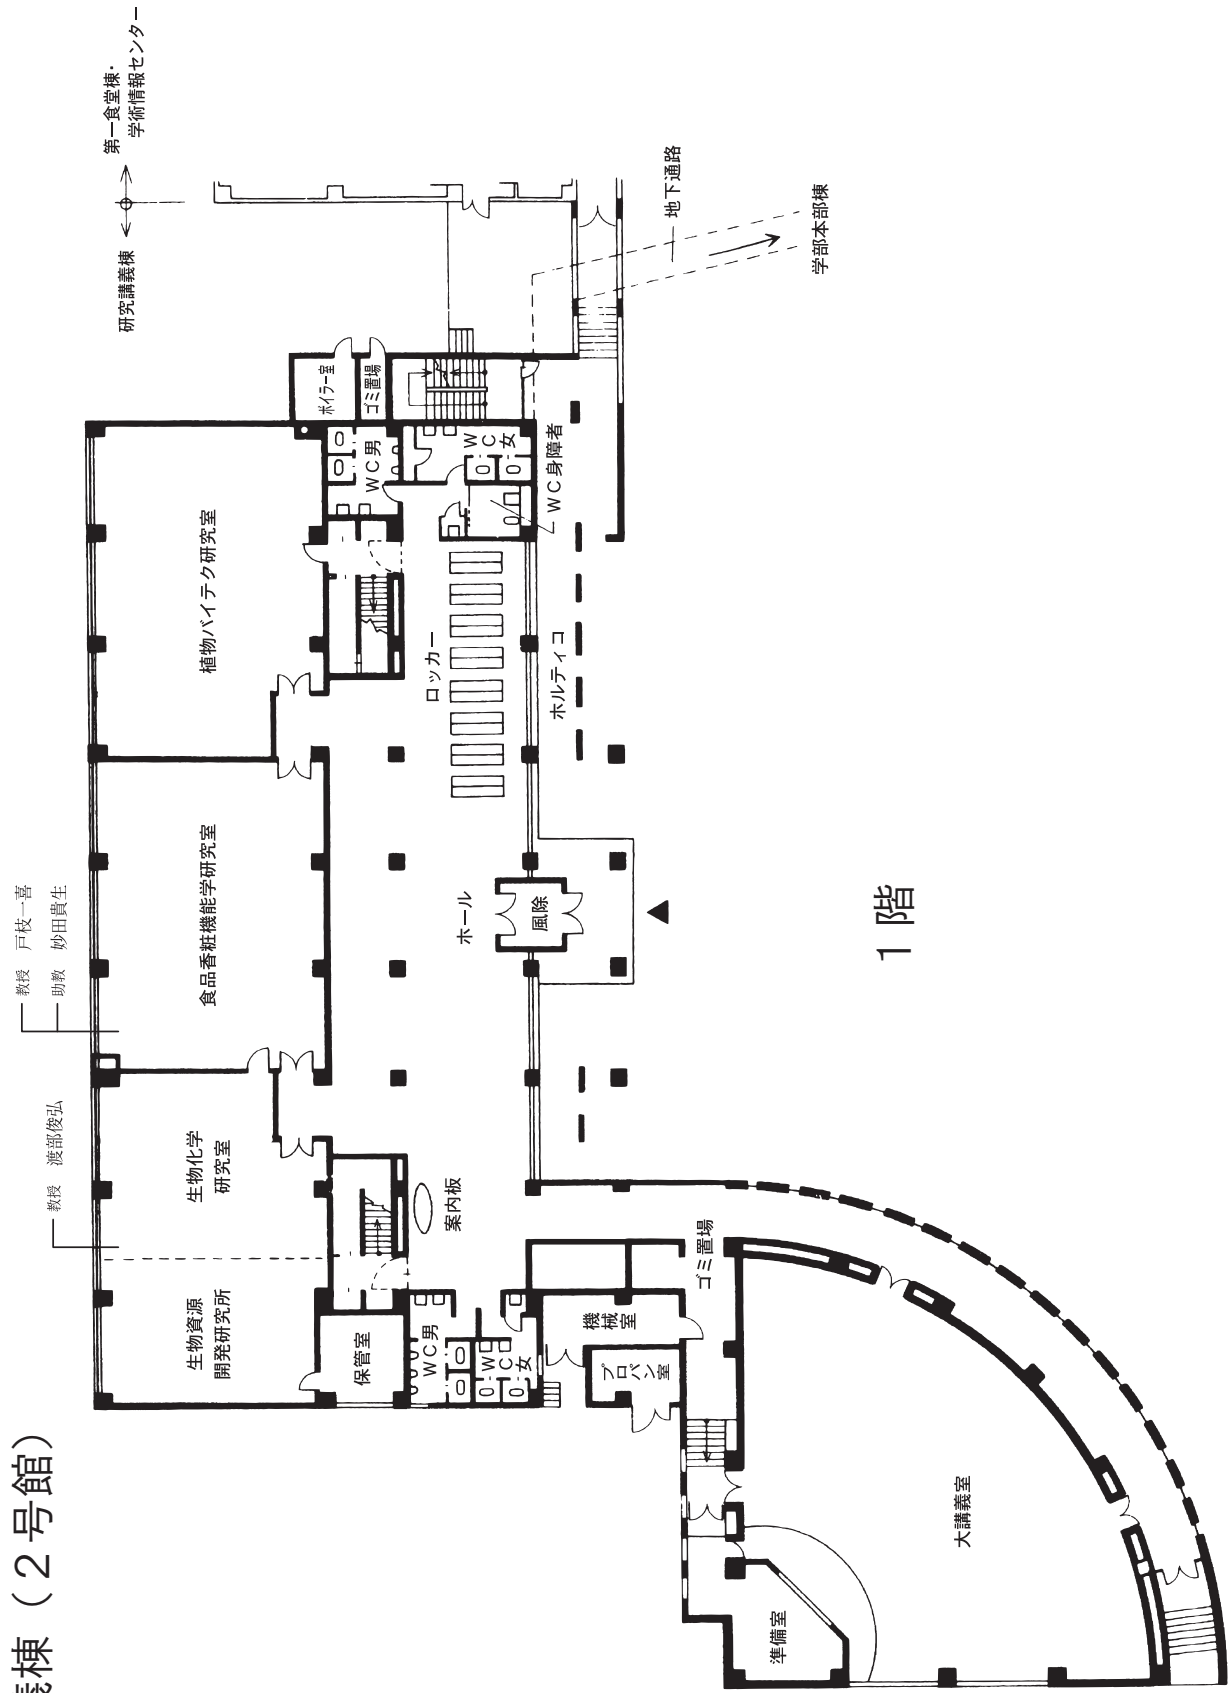 義棟（２号館）
教授　渡部俊弘
教授　戸枝一喜
助教　妙田貴生
研究講義棟
第一食堂棟・
学術情報センター
生物資源
開発研究所
生物化学
研究室
食品香粧機能学研究室
植物バイテク研究室
ボイラー室
ゴミ置場
保管室
ＷＣ男
ＷＣ女
案内板
ホール
風除
ロッカー
ＷＣ男
ＷＣ女
ＷＣ身障者
ホルティコ
地下通路
学部本部棟
機械室
プロパン室
ゴミ置場
準備室
大講義室
１階